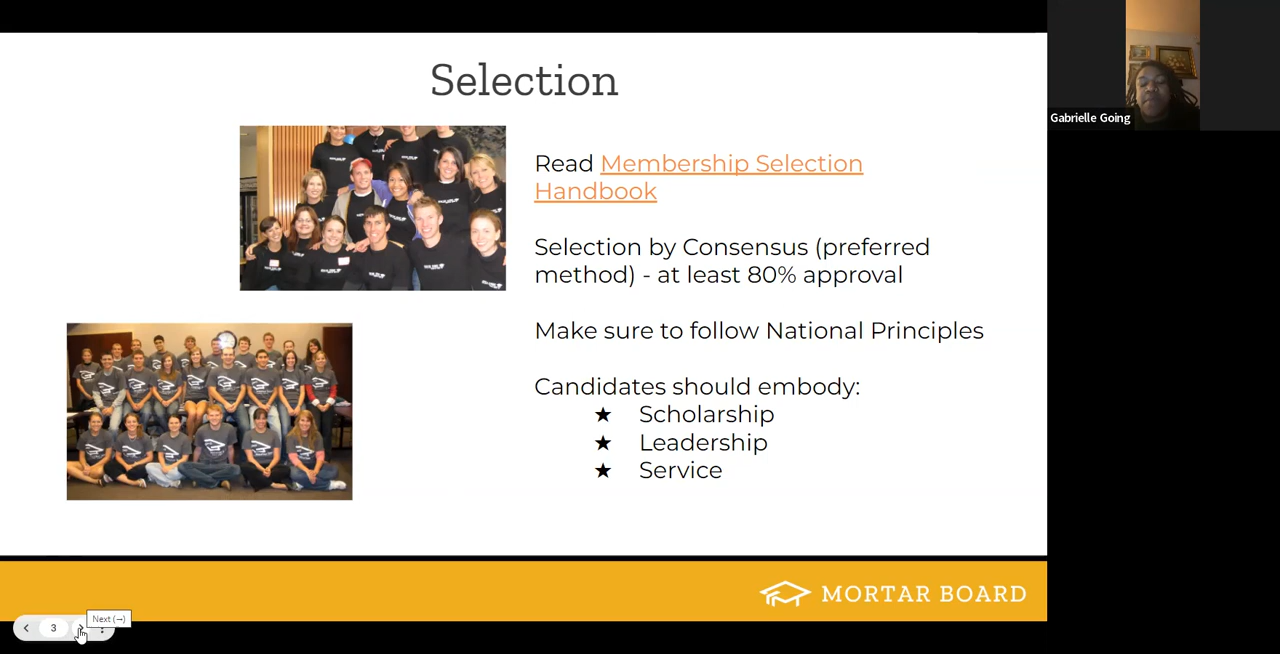 Selection
Read Membership Selection
Handbook
Selection by Consensus (preferred
method) - at least 80% approval
Make sure to follow National Principles
Candidates should embody:
★ Scholarship
★ Leadership
★ Service
MORTAR BOARD
Gabrielle Going
3
Next (→)